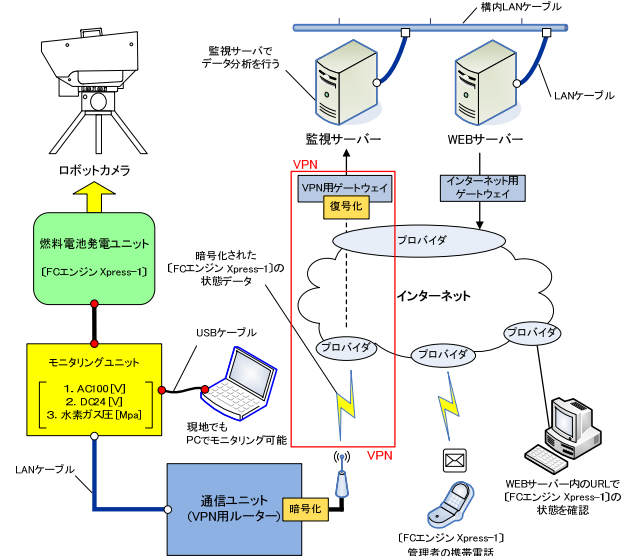 構内LANケーブル
監視サーバで
データ分析を行う
LANケーブル
監視サーバー
WEBサーバー
ロボットカメラ
VPN
VPN用ゲートウェイ
復号化
インターネット用
ゲートウェイ
燃料電池発電ユニット
〔FCエンジン Xpress-1〕
プロバイダ
暗号化された
〔FCエンジン Xpress-1〕の
状態データ
インターネット
プロバイダ
プロバイダ
プロバイダ
USBケーブル
モニタリングユニット
1. AC100[V]
2. DC24[V]
3. 水素ガス圧[Mpa]
現地でも
PCでモニタリング可能
VPN
LANケーブル
通信ユニット
(VPN用ルーター)
暗号化
WEBサーバー内のURLで
〔FCエンジン Xpress-1〕の
状態を確認
〔FCエンジン Xpress-1〕
管理者の携帯電話